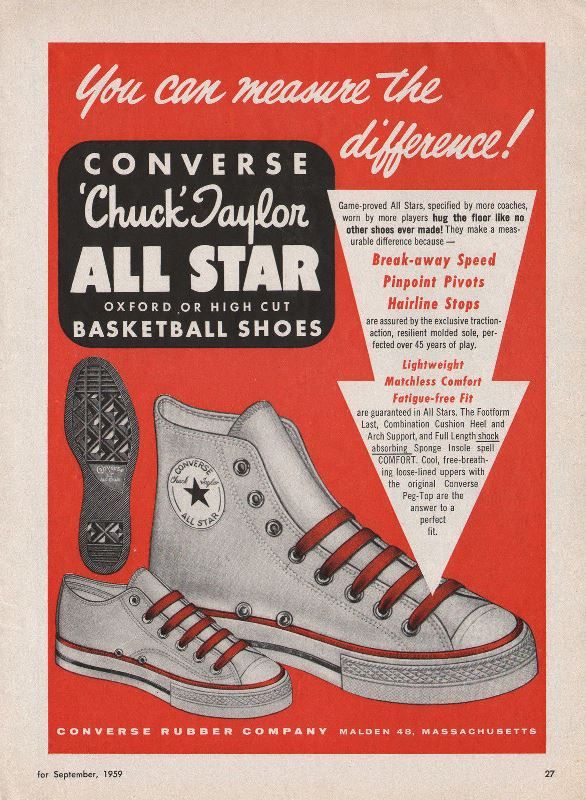 You can measure the
difference!
CONVERSE
'Chuck' Taylor
ALL STAR
OXFORD OR HIGH CUT
BASKETBALL SHOES
Game-proved All Stars, specified by more coaches,
worn by more players hug the floor like no
other shoes ever made! They make a meas-
urable difference because —
Break-away Speed
Pinpoint Pivots
Hairline Stops
are assured by the exclusive traction-
action, resilient molded sole, per-
fected over 45 years of play.
Lightweight
Matchless Comfort
Fatigue-free Fit
are guaranteed in All Stars. The Footform
Last, Combination Cushion Heel and
Arch Support, and Full Length shock
absorbing Sponge Insole spell
COMFORT. Cool, free-breath-
ing loose-lined uppers with
the original Converse
Peg-Top are the
answer to a
perfect
fit.
CONVERSE
ALL STAR
CONVERSE
Chuck Taylor
ALL STAR
CONVERSE RUBBER COMPANY MALDEN 48, MASSACHUSETTS
for September, 1959
27